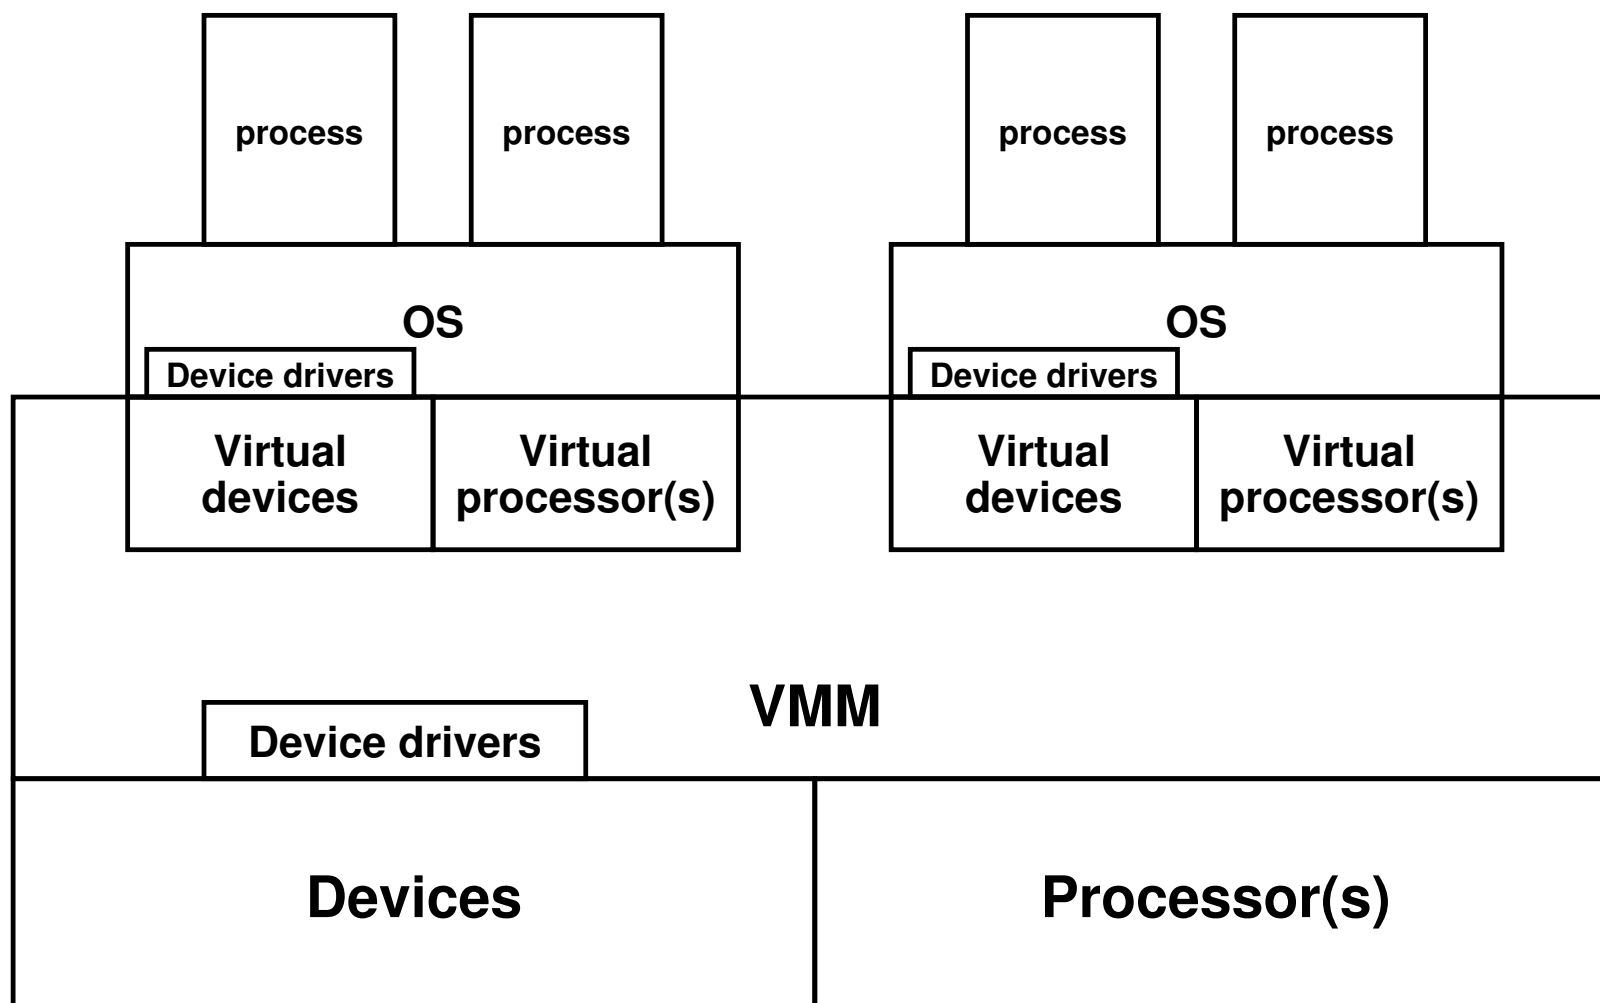 process
process
process
process
OS
OS
Device drivers
Device drivers
Virtual
devices
Virtual
processor(s)
Virtual
devices
Virtual
processor(s)
VMM
Device drivers
Devices
Processor(s)